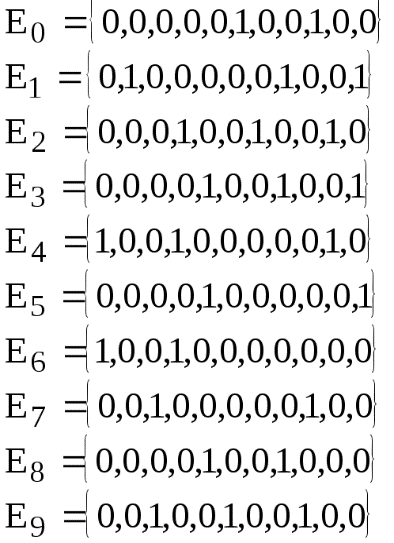 E0 ={ 0,0,0,0,0,1,0,0,1,0,0}
E1 ={ 0,1,0,0,0,0,0,1,0,0,1}
E2 ={ 0,0,0,1,0,0,1,0,0,1,0}
E3 ={ 0,0,0,0,1,0,0,1,0,0,1}
E4 ={ 1,0,0,1,0,0,0,0,0,1,0}
E5 ={ 0,0,0,0,1,0,0,0,0,0,1}
E6 ={ 1,0,0,1,0,0,0,0,0,0,0}
E7 ={ 0,0,1,0,0,0,0,0,1,0,0}
E8 ={ 0,0,0,0,1,0,0,1,0,0,0}
E9 ={ 0,0,1,0,0,1,0,0,1,0,0}